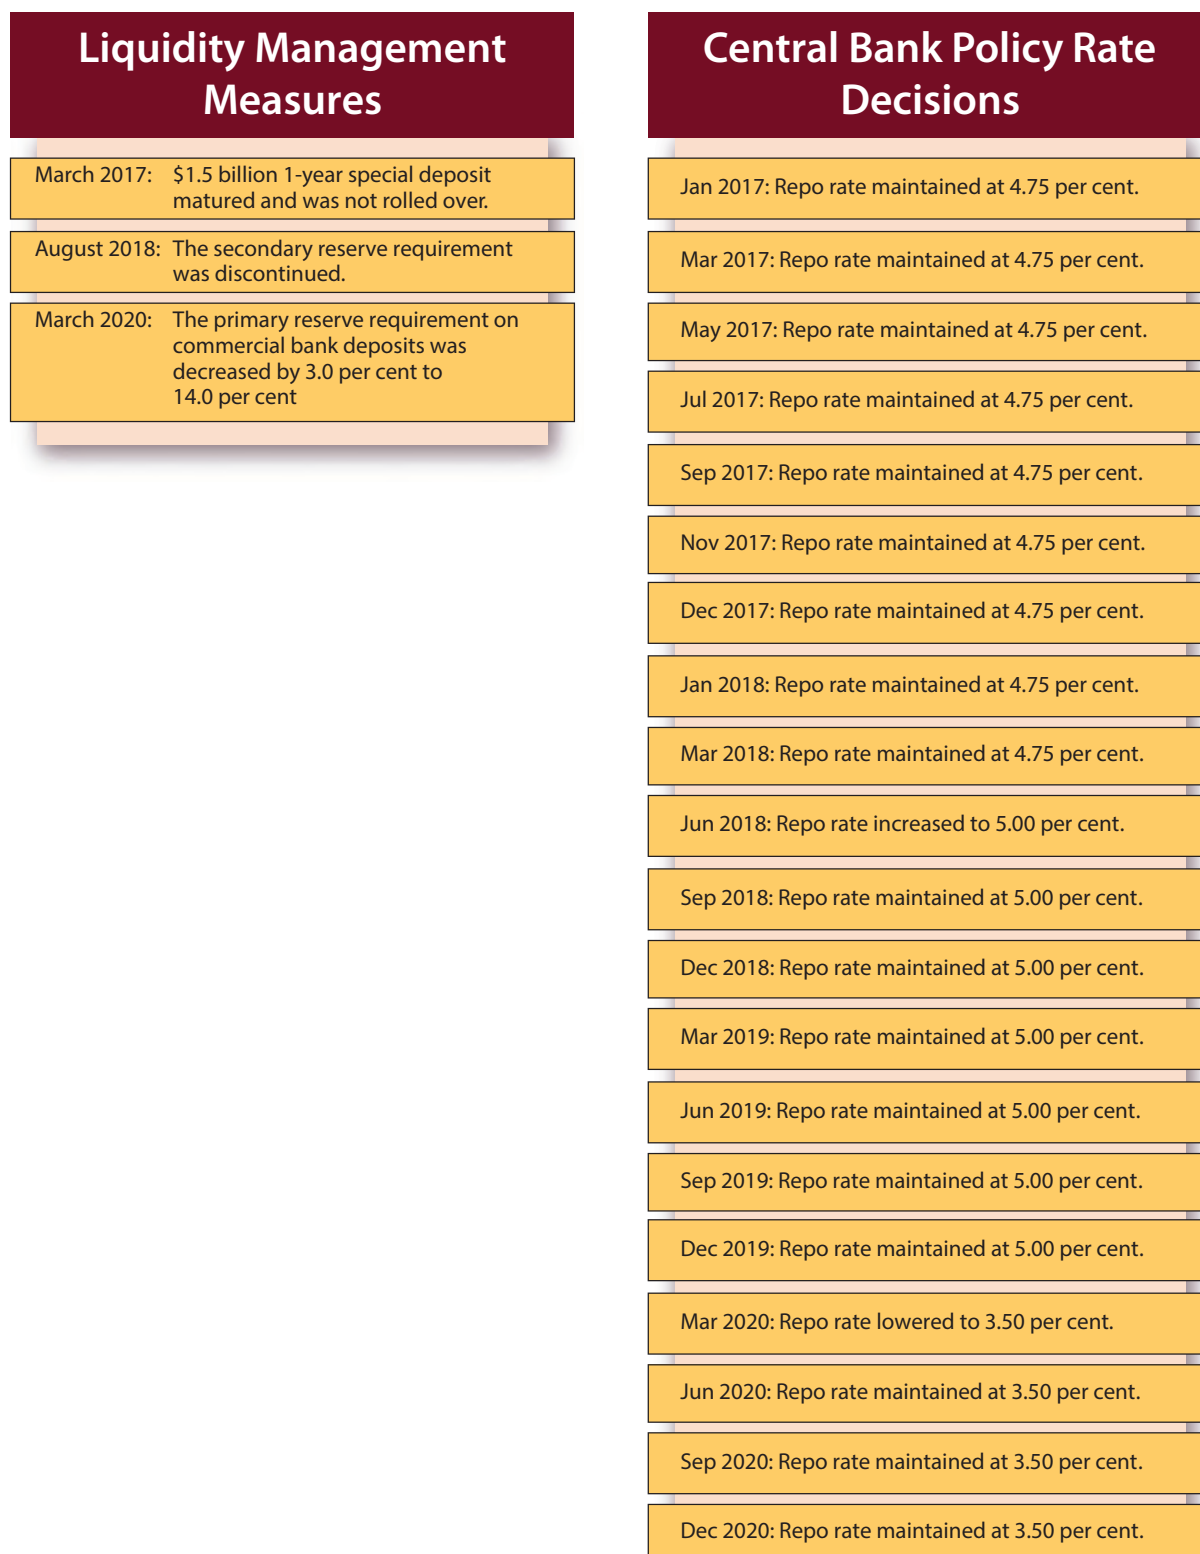 Liquidity Management
Measures
March 2017: $1.5 billion 1-year special deposit
matured and was not rolled over.
August 2018: The secondary reserve requirement
was discontinued.
March 2020: The primary reserve requirement on
commercial bank deposits was
decreased by 3.0 per cent to
14.0 per cent
Central Bank Policy Rate
Decisions
Jan 2017: Repo rate maintained at 4.75 per cent.
Mar 2017: Repo rate maintained at 4.75 per cent.
May 2017: Repo rate maintained at 4.75 per cent.
Jul 2017: Repo rate maintained at 4.75 per cent.
Sep 2017: Repo rate maintained at 4.75 per cent.
Nov 2017: Repo rate maintained at 4.75 per cent.
Dec 2017: Repo rate maintained at 4.75 per cent.
Jan 2018: Repo rate maintained at 4.75 per cent.
Mar 2018: Repo rate maintained at 4.75 per cent.
Jun 2018: Repo rate increased to 5.00 per cent.
Sep 2018: Repo rate maintained at 5.00 per cent.
Dec 2018: Repo rate maintained at 5.00 per cent.
Mar 2019: Repo rate maintained at 5.00 per cent.
Jun 2019: Repo rate maintained at 5.00 per cent.
Sep 2019: Repo rate maintained at 5.00 per cent.
Dec 2019: Repo rate maintained at 5.00 per cent.
Mar 2020: Repo rate lowered to 3.50 per cent.
Jun 2020: Repo rate maintained at 3.50 per cent.
Sep 2020: Repo rate maintained at 3.50 per cent.
Dec 2020: Repo rate maintained at 3.50 per cent.